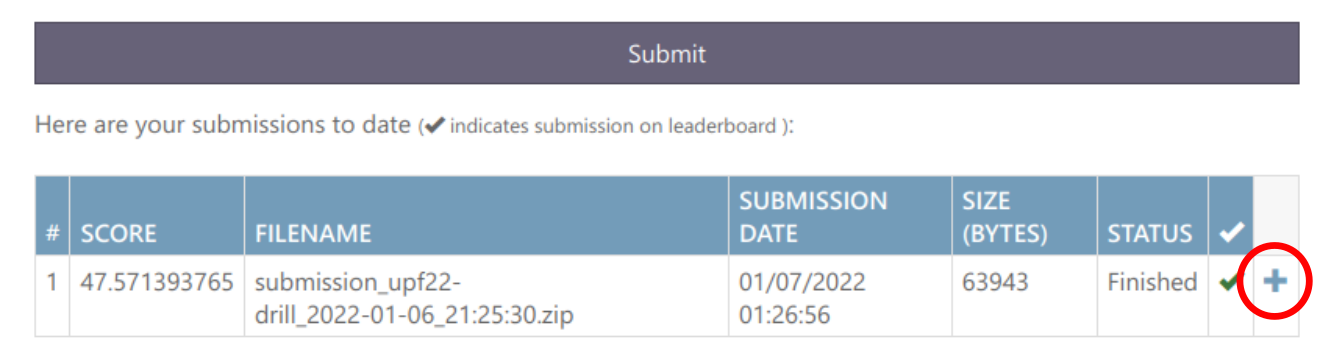 Submit
Here are your submissions to date (✔ indicates submission on leaderboard ):
# SCORE FILENAME SUBMISSION DATE SIZE (BYTES) STATUS ✔
1 47.571393765 submission_upf22-drill_2022-01-06_21:25:30.zip 01/07/2022 01:26:56 63943 Finished ✔ +